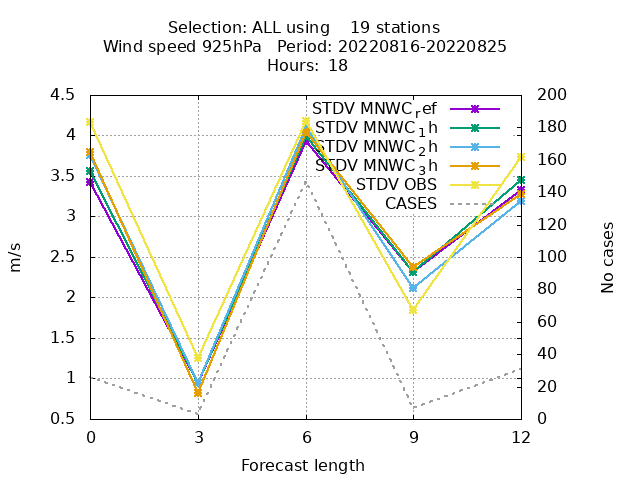 Selection: ALL using    19 stations
Wind speed 925hPa   Period: 20220816-20220825
Hours:  18
STDV MNWC_ref
STDV MNWC_1h
STDV MNWC_2h
STDV MNWC_3h
STDV OBS
CASES
4.5
4
3.5
3
2.5
2
1.5
1
0.5
m/s
200
180
160
140
120
100
80
60
40
20
0
No cases
0 3 6 9 12
Forecast length